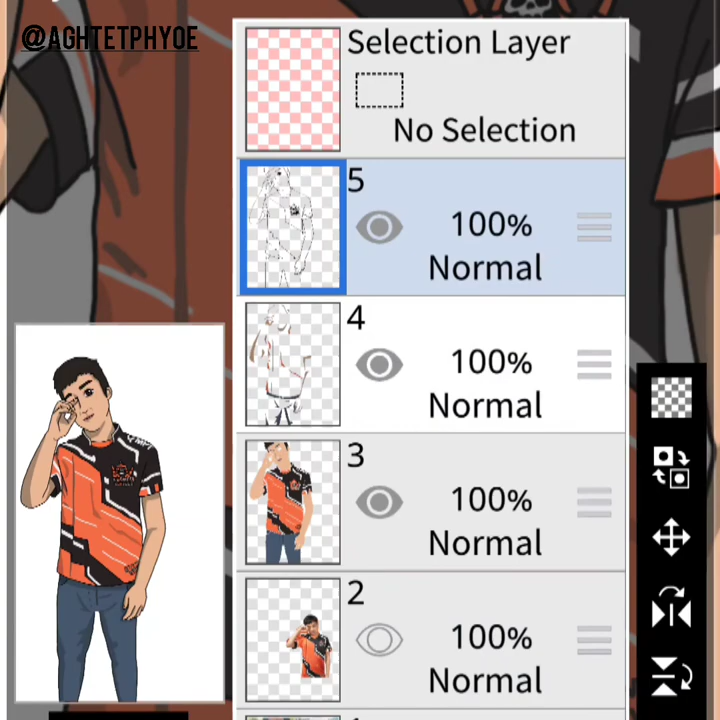 @AGHTETPHYOE
Selection Layer
No Selection
5
100%
Normal
4
100%
Normal
3
100%
Normal
2
100%
Normal